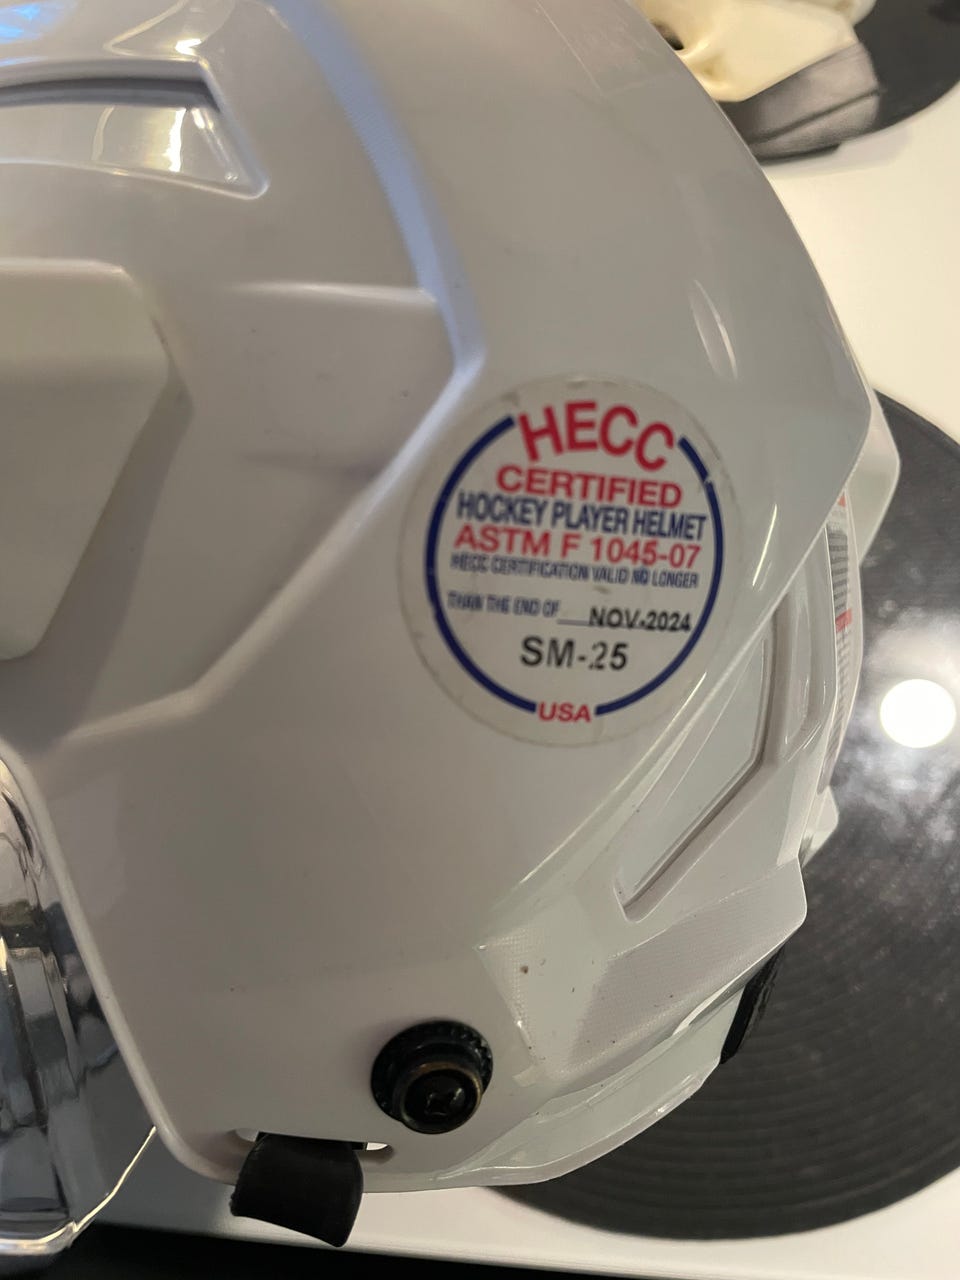 HECC
CERTIFIED
HOCKEY PLAYER HELMET
ASTM F 1045-07
HECC CERTIFICATION VALID NO LONGER
THAN THE END OF NOV.2024
SM-25
USA